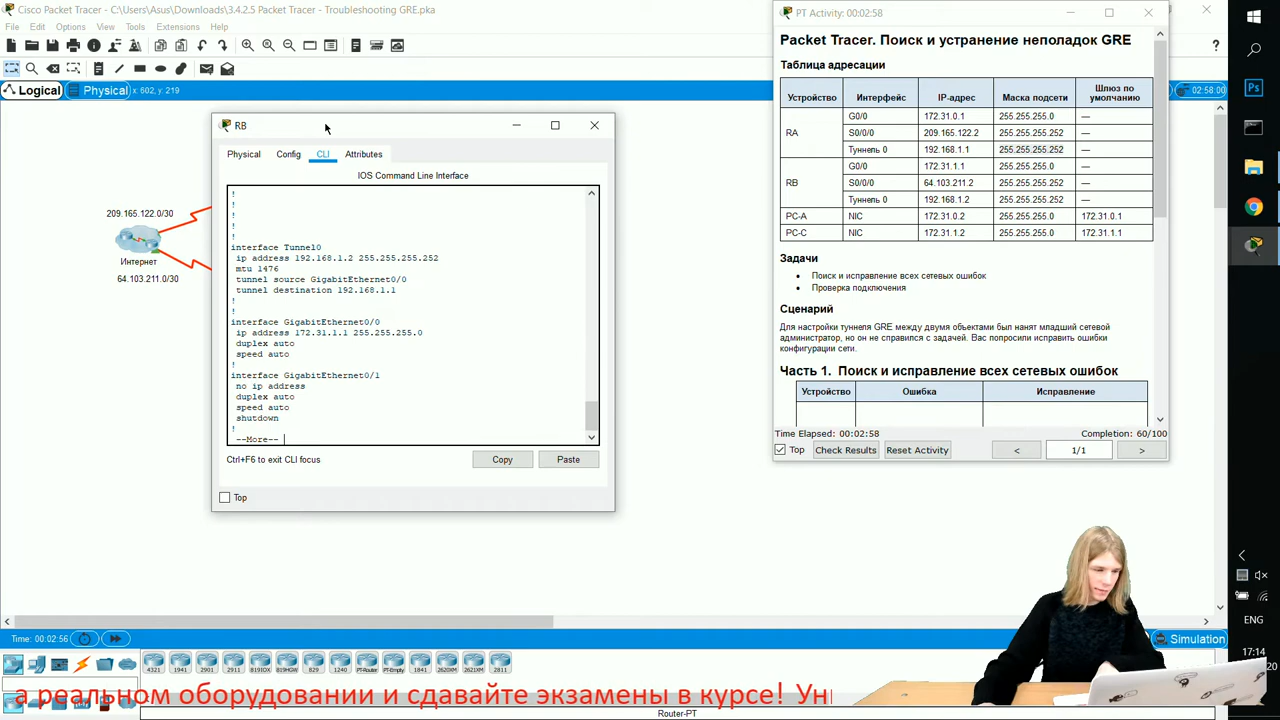 Cisco Packet Tracer - C:\Users\Asus\Downloads\3.4.2.5 Packet Tracer - Troubleshooting GRE.pka
File Edit Options View Tools Extensions Help
Logical Physical x: 602, y: 219
02:58:00
209.165.122.0/30
Интернет
64.103.211.0/30
RB
Physical Config CLI Attributes
IOS Command Line Interface
!
!
!
!
!
interface Tunnel0
ip address 192.168.1.2 255.255.255.252
mtu 1476
tunnel source GigabitEthernet0/0
tunnel destination 192.168.1.1
!
!
interface GigabitEthernet0/0
ip address 172.31.1.1 255.255.255.0
duplex auto
speed auto
!
interface GigabitEthernet0/1
no ip address
duplex auto
speed auto
shutdown
!
--More--
Ctrl+F6 to exit CLI focus
Copy Paste
Top
PT Activity: 00:02:58
Packet Tracer. Поиск и устранение неполадок GRE
Таблица адресации
Устройство Интерфейс IP-адрес Маска подсети Шлюз по умолчанию
RA G0/0 172.31.0.1 255.255.255.0 —
S0/0/0 209.165.122.2 255.255.255.252 —
Туннель 0 192.168.1.1 255.255.255.252 —
RB G0/0 172.31.1.1 255.255.255.0 —
S0/0/0 64.103.211.2 255.255.255.252 —
Туннель 0 192.168.1.2 255.255.255.252 —
PC-A NIC 172.31.0.2 255.255.255.0 172.31.0.1
PC-C NIC 172.31.1.2 255.255.255.0 172.31.1.1
Задачи
• Поиск и исправление всех сетевых ошибок
• Проверка подключения
Сценарий
Для настройки туннеля GRE между двумя объектами был нанят младший сетевой
администратор, но он не справился с задачей. Вас попросили исправить ошибки
конфигурации сети.
Часть 1. Поиск и исправление всех сетевых ошибок
Устройство Ошибка Исправление
Time Elapsed: 00:02:58 Completion: 60/100
Top Check Results Reset Activity < 1/1 >
Time: 00:02:56
Simulation
4321 1941 2901 2911 819IOX 819HGW 829 1240 PT-Router PT-Empty 1841 2620XM 2621XM 2811
Router-PT
а реальном оборудовании и сдавайте экзамены в курсе! Ун
Ps
ENG
17:14